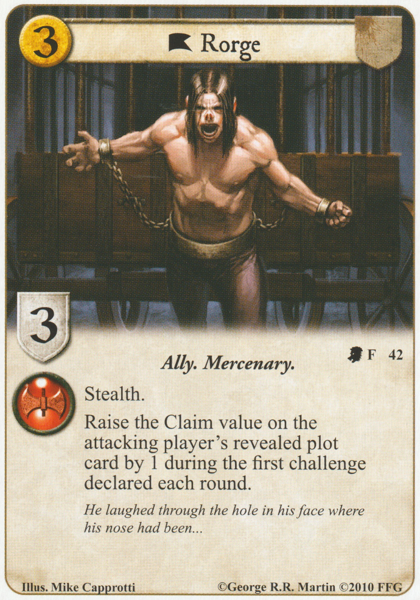 3
Rorge
3
Ally. Mercenary.
F 42
Stealth.
Raise the Claim value on the
attacking player's revealed plot
card by 1 during the first challenge
declared each round.
He laughed through the hole in his face where
his nose had been...
Illus. Mike Capprotti
©George R.R. Martin ©2010 FFG